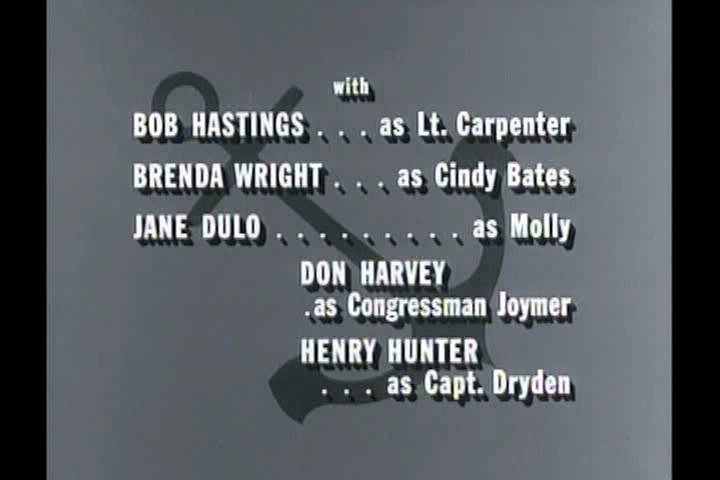 with
BOB HASTINGS . . . as Lt. Carpenter
BRENDA WRIGHT . . . as Cindy Bates
JANE DULO . . . . . . . . . as Molly
DON HARVEY
.as Congressman Joymer
HENRY HUNTER
. . . as Capt. Dryden